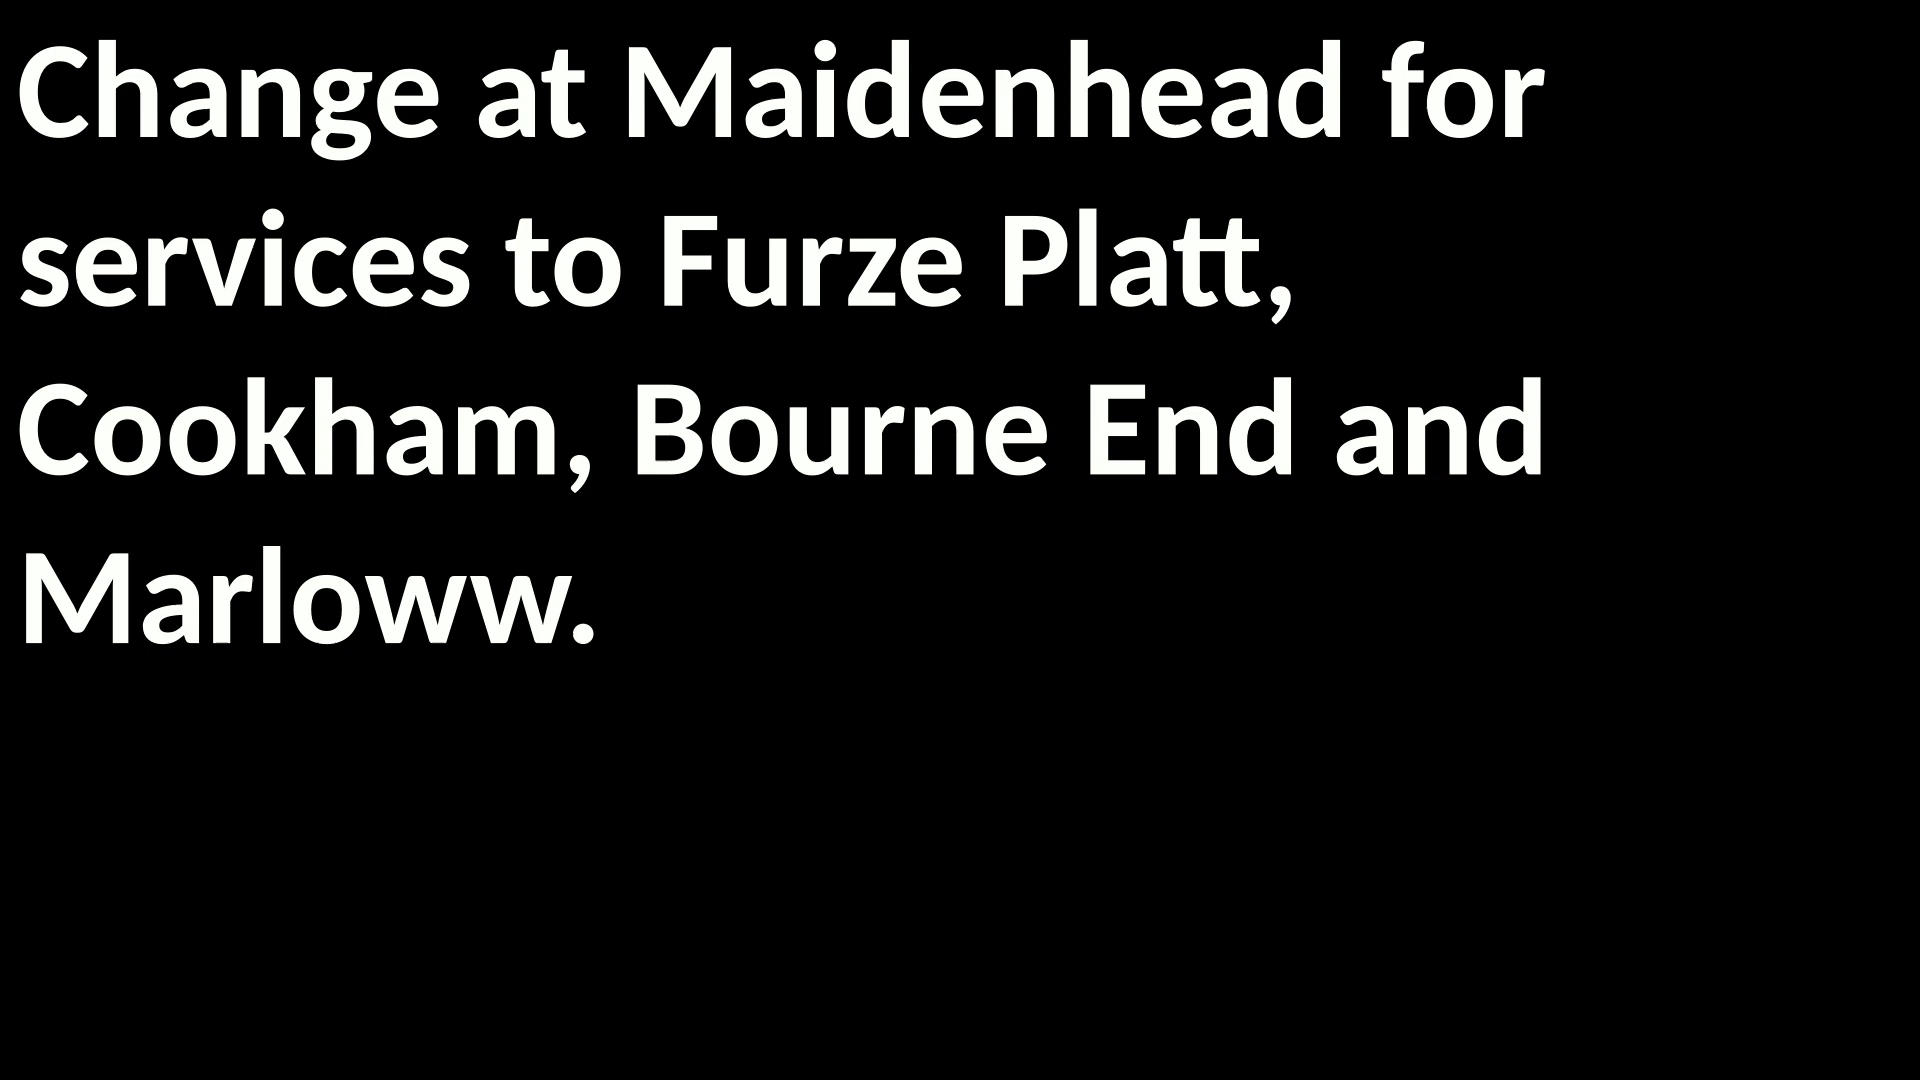 Change at Maidenhead for
services to Furze Platt,
Cookham, Bourne End and
Marloww.